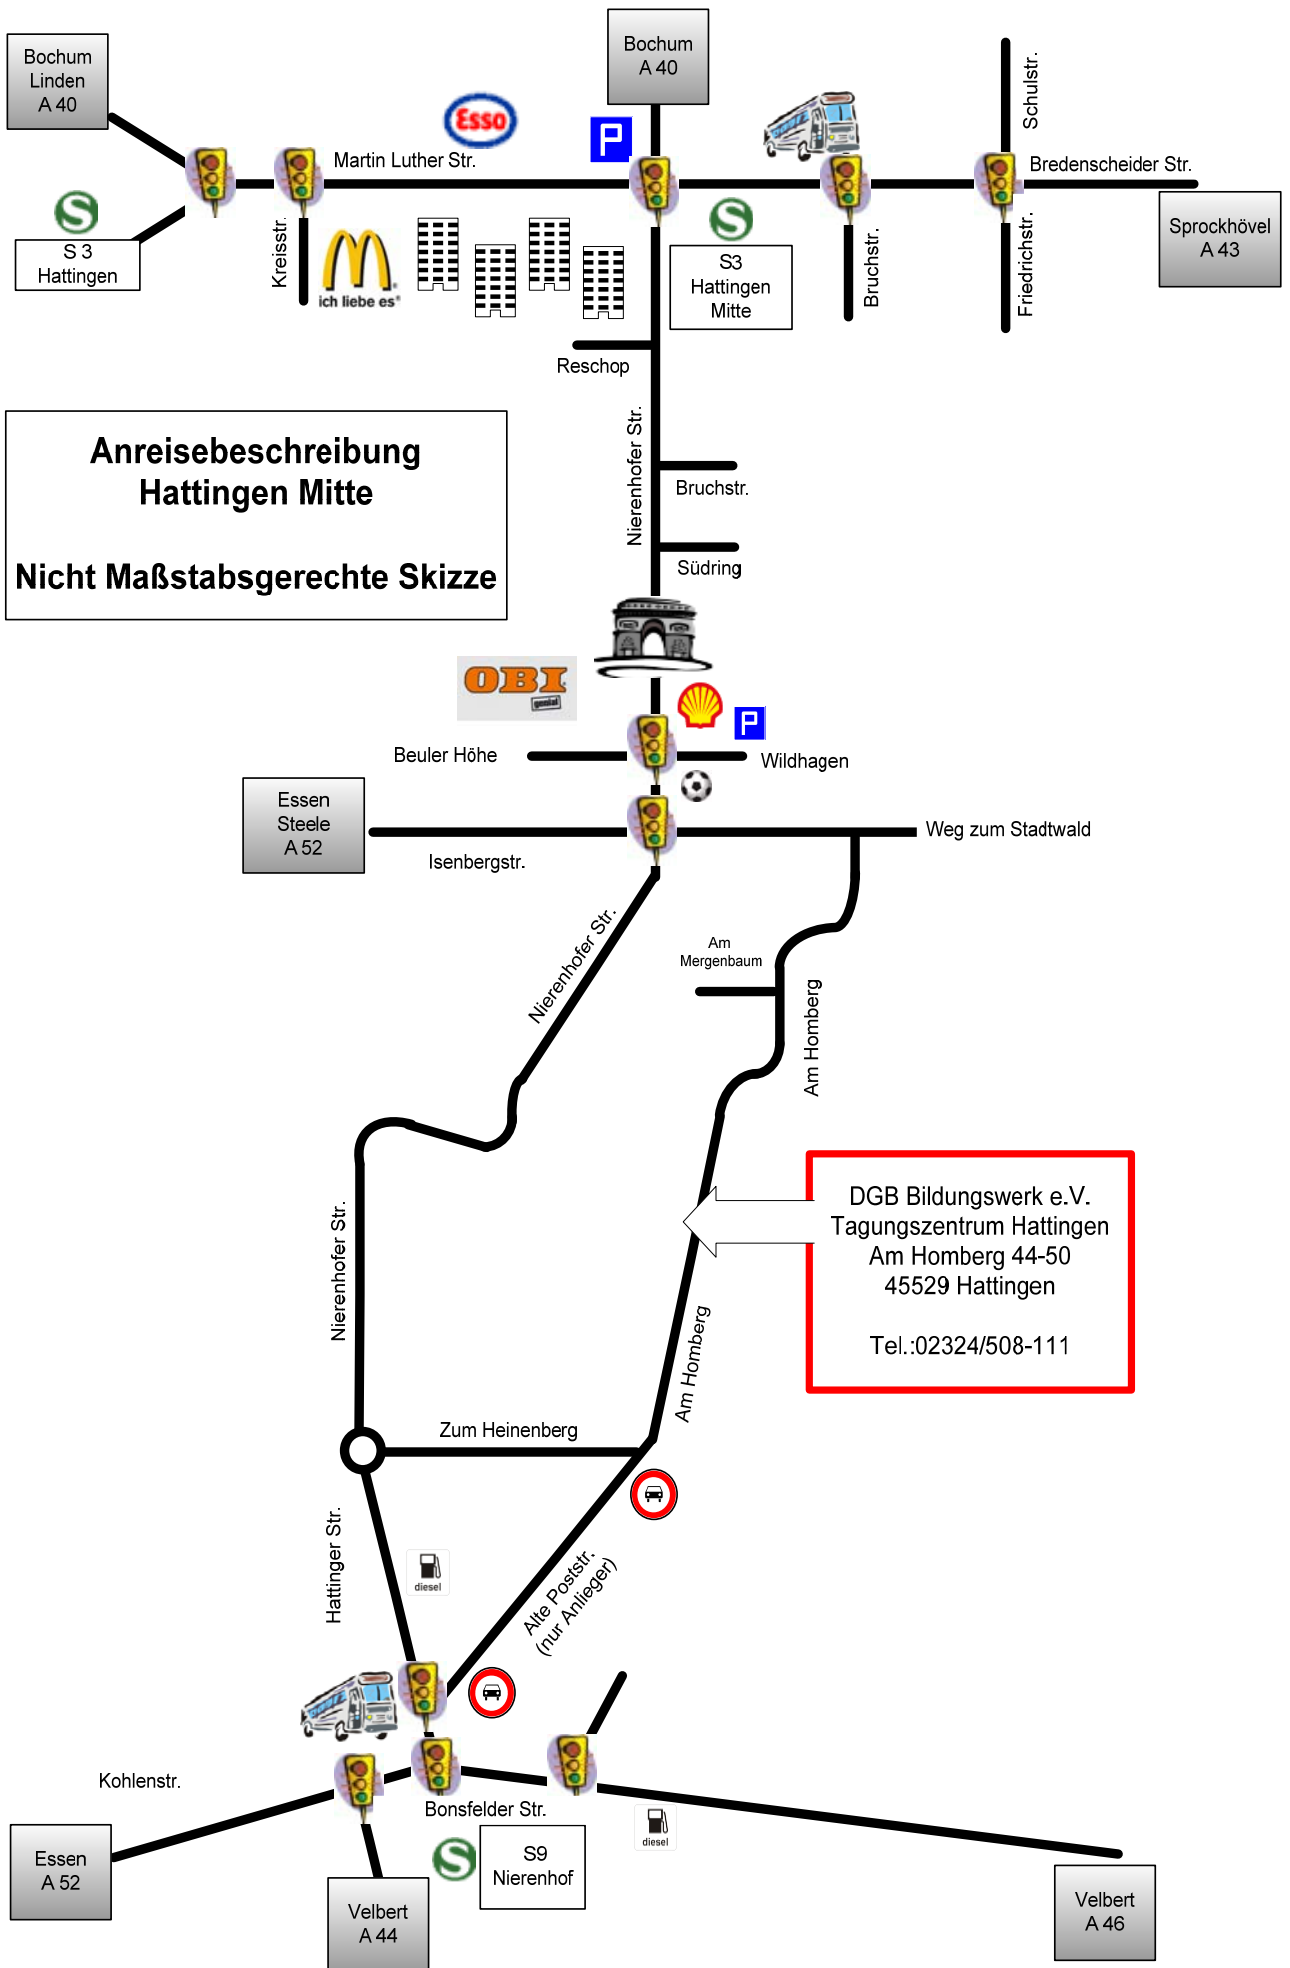 Bochum
Linden
A 40
Bochum
A 40
Esso
P
Schulstr.
Martin Luther Str.
Bredenscheider Str.
S
S 3
Hattingen
Kreisstr.
ich liebe es®
S
S3
Hattingen
Mitte
Bruchstr.
Friedrichstr.
Sprockhövel
A 43
Reschop
Anreisebeschreibung
Hattingen Mitte
Nicht Maßstabsgerechte Skizze
Nierenhofer Str.
Bruchstr.
Südring
OBI
genial
P
Beuler Höhe
Wildhagen
Essen
Steele
A 52
Isenbergstr.
Weg zum Stadtwald
Nierenhofer Str.
Am
Mergenbaum
Am Homberg
DGB Bildungswerk e.V.
Tagungszentrum Hattingen
Am Homberg 44-50
45529 Hattingen
Tel.:02324/508-111
Nierenhofer Str.
Am Homberg
Zum Heinenberg
Hattinger Str.
diesel
Alte Poststr.
(nur Anlieger)
Kohlenstr.
Bonsfelder Str.
diesel
Essen
A 52
Velbert
A 44
S
S9
Nierenhof
Velbert
A 46